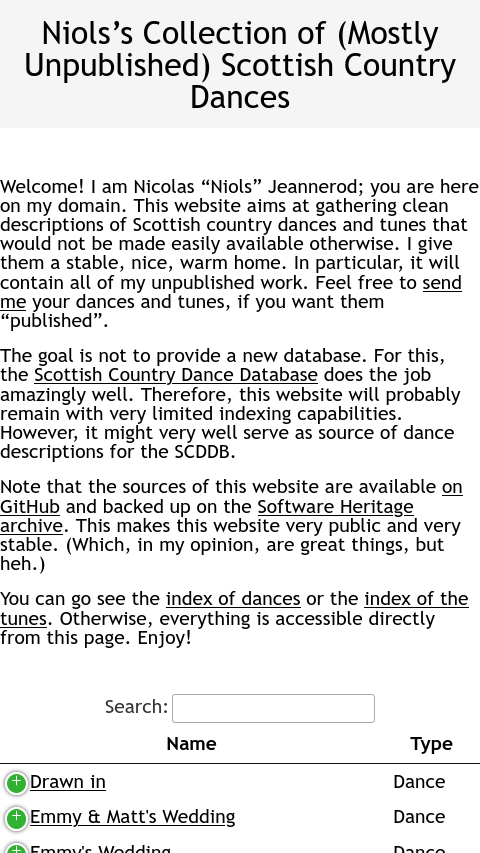 Niols’s Collection of (Mostly
Unpublished) Scottish Country
Dances
Welcome! I am Nicolas “Niols” Jeannerod; you are here
on my domain. This website aims at gathering clean
descriptions of Scottish country dances and tunes that
would not be made easily available otherwise. I give
them a stable, nice, warm home. In particular, it will
contain all of my unpublished work. Feel free to send
me your dances and tunes, if you want them
“published”.
The goal is not to provide a new database. For this,
the Scottish Country Dance Database does the job
amazingly well. Therefore, this website will probably
remain with very limited indexing capabilities.
However, it might very well serve as source of dance
descriptions for the SCDDB.
Note that the sources of this website are available on
GitHub and backed up on the Software Heritage
archive. This makes this website very public and very
stable. (Which, in my opinion, are great things, but
heh.)
You can go see the index of dances or the index of the
tunes. Otherwise, everything is accessible directly
from this page. Enjoy!
Search:
Name Type
Drawn in Dance
Emmy & Matt's Wedding Dance
Emmy's Wedding Dance